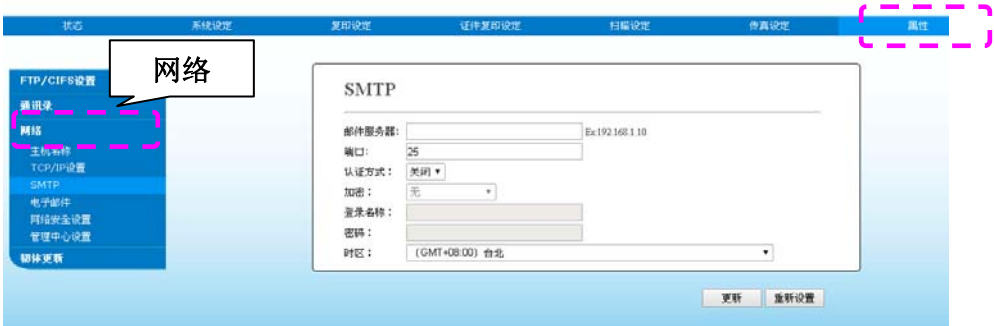 状态 系统设定 复印设定 证件复印设定 扫瞄设定 传真设定 属性
网络
FTP/CIFS设置
通讯录
网络
主机名称
TCP/IP设置
SMTP
电子邮件
网络安全设置
管理中心设置
韧体更新
SMTP
邮件服务器: Ex:192.168.1.10
端口: 25
认证方式: 关闭
加密: 无
登录名称:
密码:
时区: (GMT+08:00) 台北
更新 重新设置